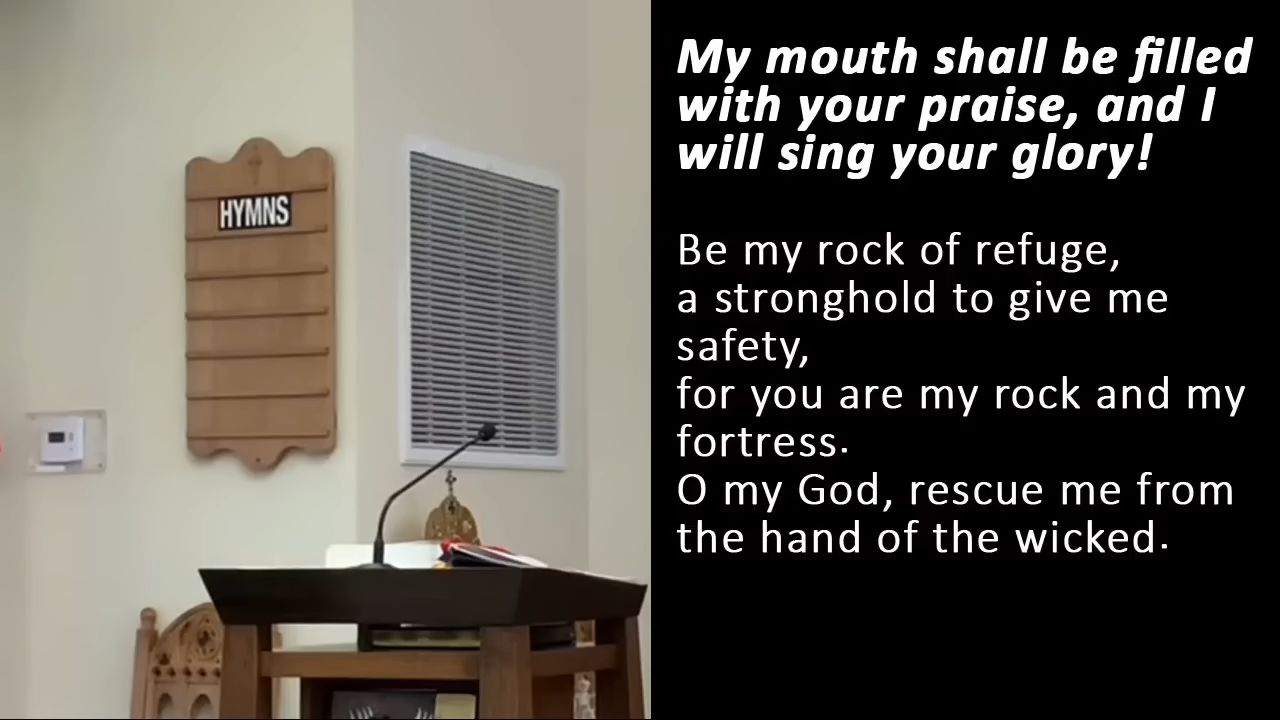 HYMNS
My mouth shall be filled
with your praise, and I
will sing your glory!
Be my rock of refuge,
a stronghold to give me
safety,
for you are my rock and my
fortress.
O my God, rescue me from
the hand of the wicked.